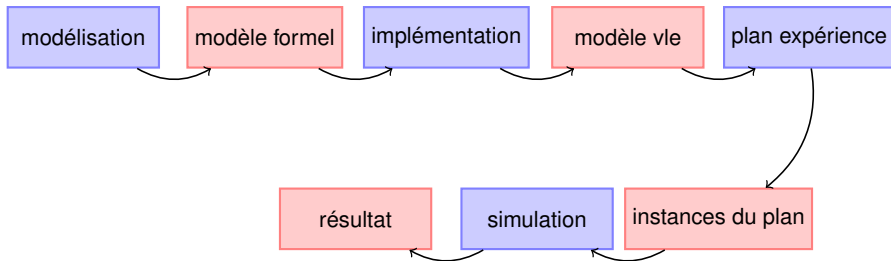 modélisation
modèle formel
implémentation
modèle vle
plan expérience
résultat
simulation
instances du plan